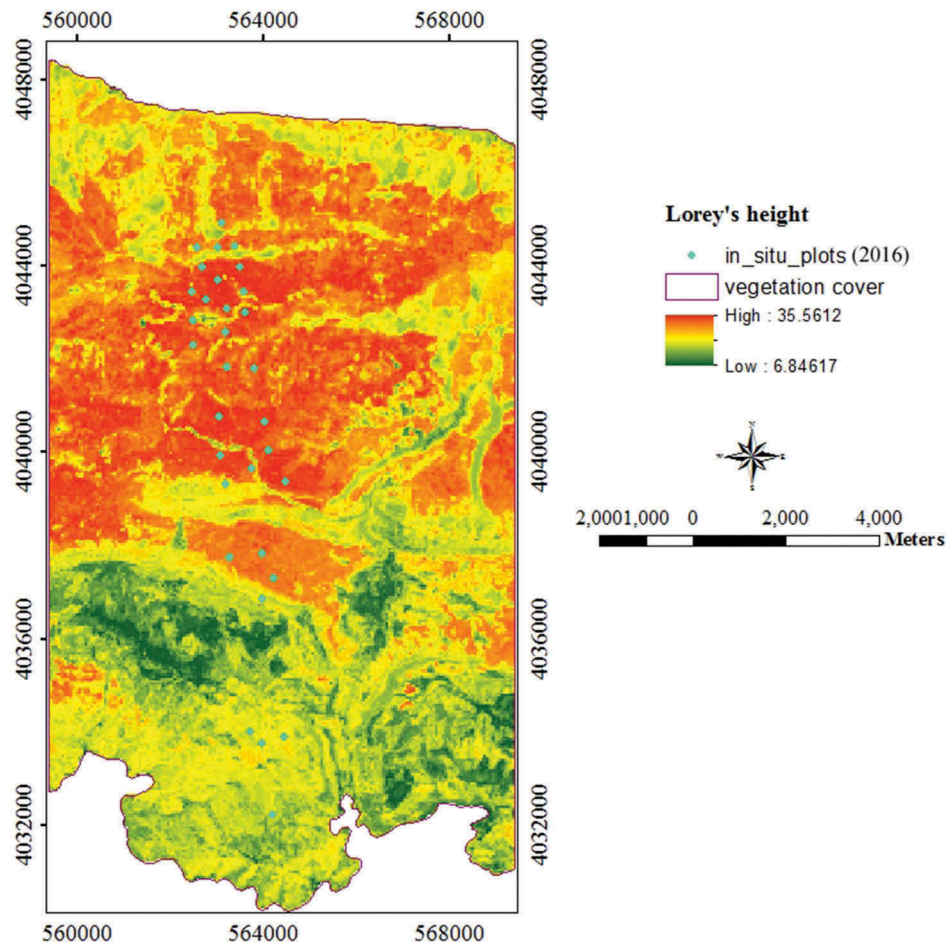 560000 564000 568000
4048000 4048000
4044000 4044000
4040000 4040000
4036000 4036000
4032000 4032000
560000 564000 568000
Lorey's height
in_situ_plots (2016)
vegetation cover
High : 35.5612
Low : 6.84617
N
W E
S
2,0001,000 0 2,000 4,000
Meters